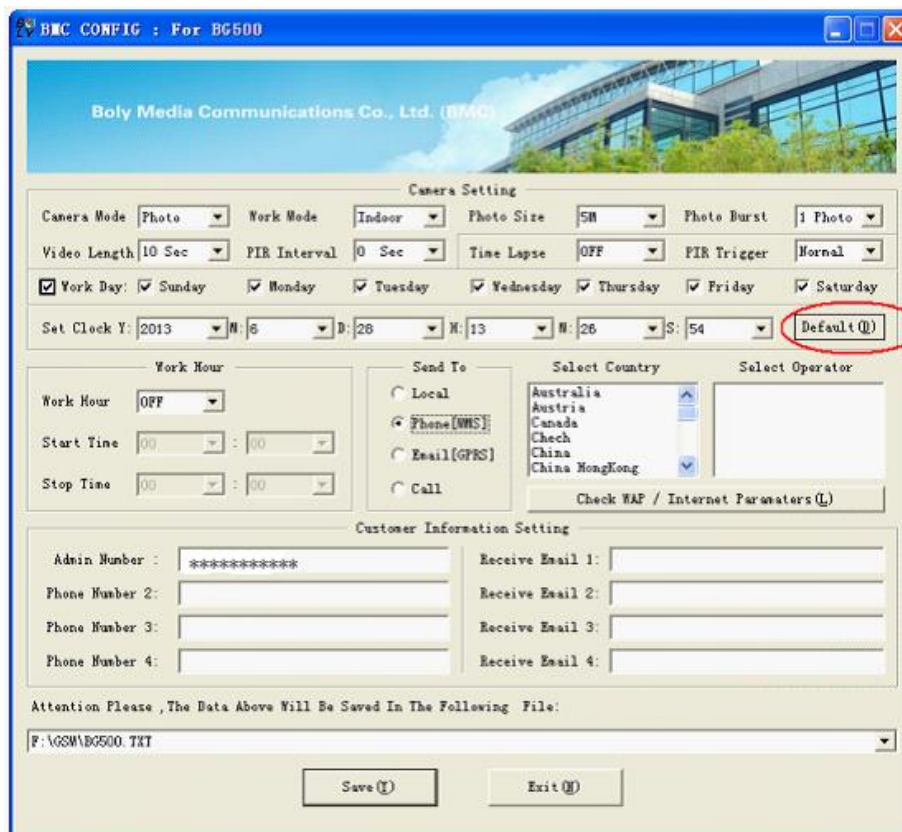 BMC CONFIG : For BG500
Boly Media Communications Co., Ltd. (BMC)
Camera Setting
Camera Mode Photo Work Mode Indoor Photo Size 5M Photo Burst 1 Photo
Video Length 10 Sec PIR Interval 0 Sec Time Lapse OFF PIR Trigger Normal
Work Day: Sunday Monday Tuesday Wednesday Thursday Friday Saturday
Set Clock Y: 2013 M: 6 D: 28 H: 13 M: 26 S: 54 Default(D)
Work Hour Send To Select Country Select Operator
Work Hour OFF
Start Time 00 : 00
Stop Time 00 : 00
Local
Phone[MMS]
Email[GPRS]
Call
Australia
Austria
Canada
Chech
China
China HongKong
Check WAP / Internet Paramaters(L)
Customer Information Setting
Admin Number : *********** Receive Email 1:
Phone Number 2: Receive Email 2:
Phone Number 3: Receive Email 3:
Phone Number 4: Receive Email 4:
Attention Please ,The Data Above Will Be Saved In The Following File:
F:\GSM\BG500.TXT
Save(Y) Exit(N)